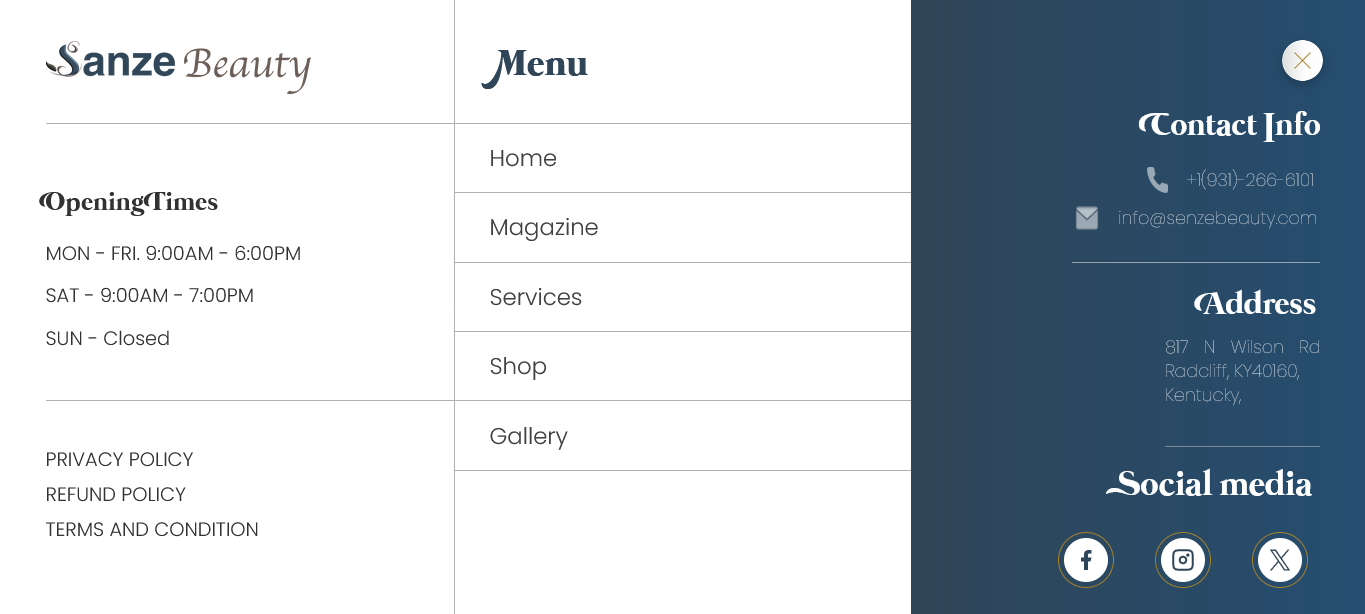 Sanze Beauty
OpeningTimes
MON - FRI. 9:00AM - 6:00PM
SAT - 9:00AM - 7:00PM
SUN - Closed
PRIVACY POLICY
REFUND POLICY
TERMS AND CONDITION
Menu
Home
Magazine
Services
Shop
Gallery
Contact Info
+1(931)-266-6101
info@senzebeauty.com
Address
817 N Wilson Rd
Radcliff, KY40160,
Kentucky,
Social media